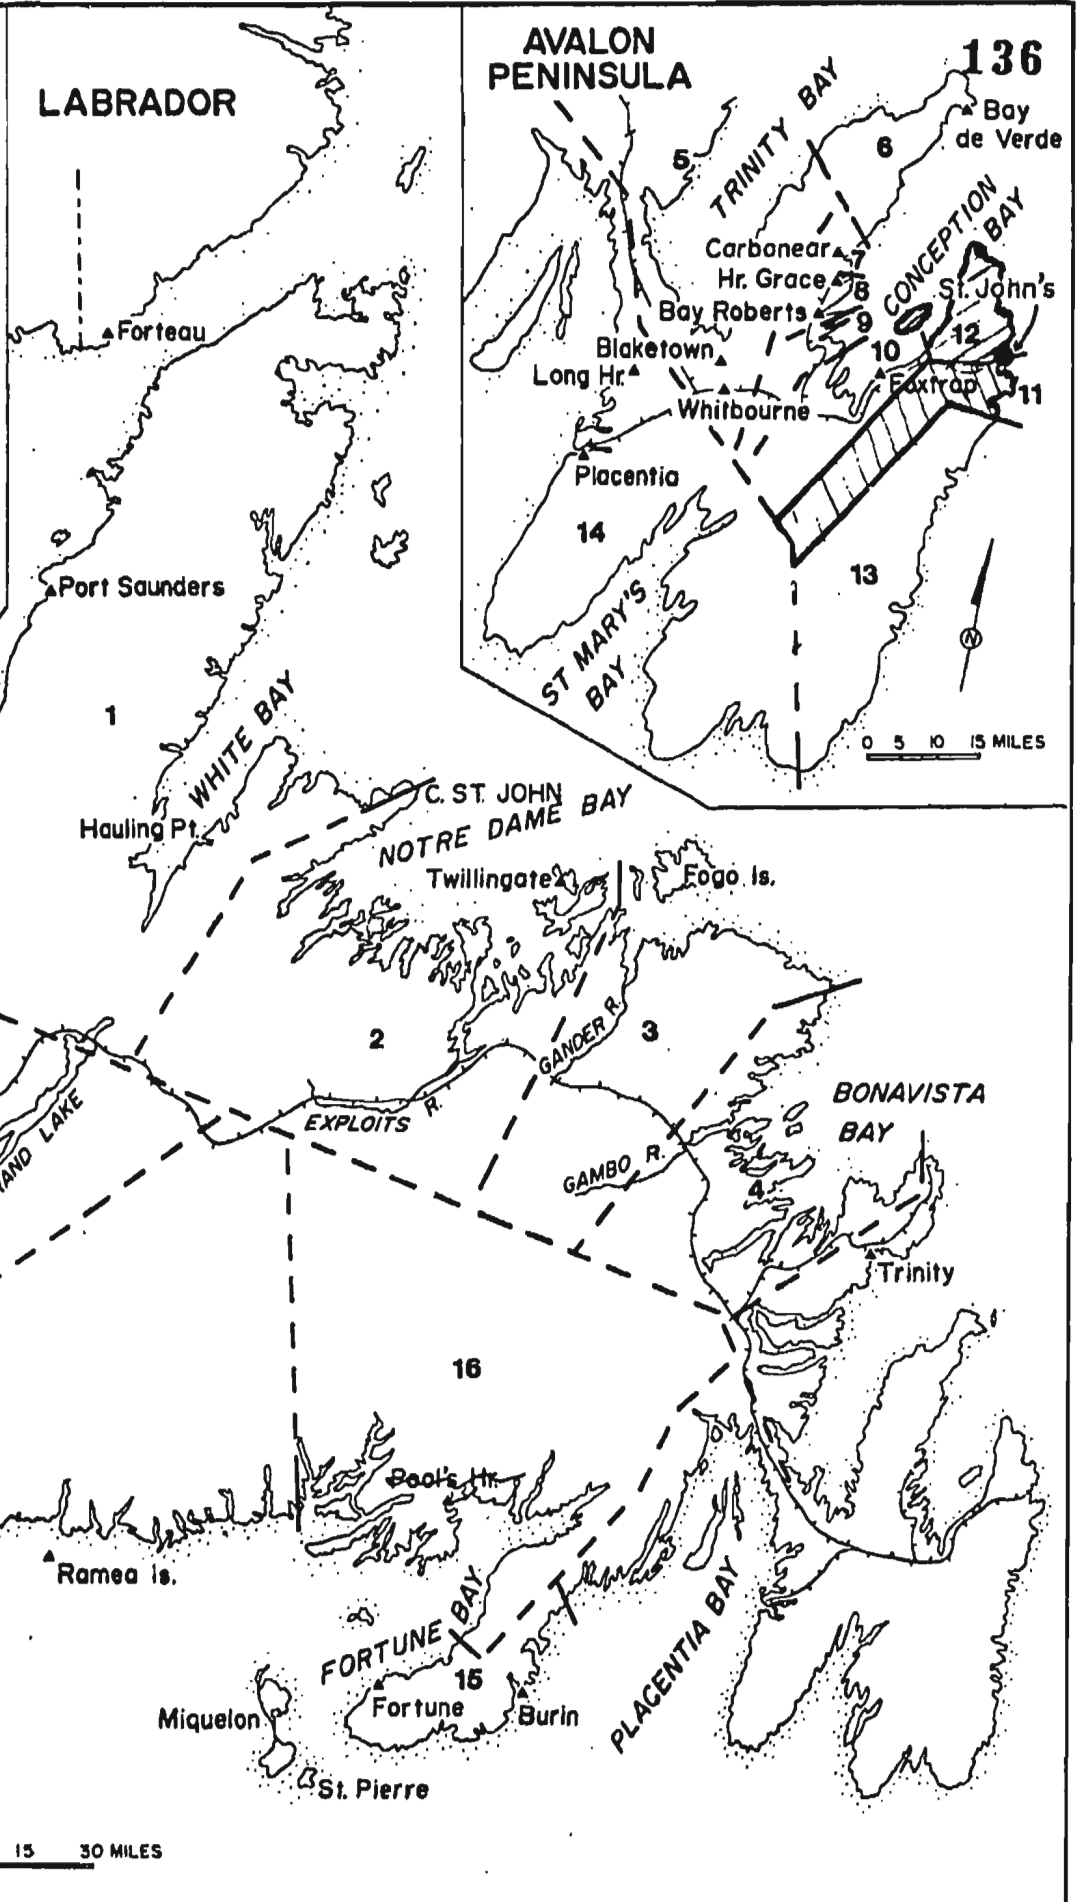 AVALON
PENINSULA
136
LABRADOR
TRINITY BAY
Bay
de Verde
5
6
CONCEPTION
BAY
Carbonear
7
Hr. Grace
8
St. John's
Bay Roberts
9
12
Forteau
Blaketown
10
Long Hr.
Foxtrap
11
Whitbourne
Placentia
14
13
Port Saunders
ST MARY'S
BAY
N
1
WHITE BAY
0 5 10 15 MILES
C. ST. JOHN
NOTRE DAME BAY
Hauling Pt.
Twillingate
Fogo Is.
2
GANDER R.
3
BONAVISTA
BAY
EXPLOITS R.
LAKE
GAMBO R.
4
Trinity
16
Pool's Hr.
Ramea Is.
FORTUNE BAY
PLACENTIA BAY
15
Fortune
Burin
Miquelon
St. Pierre
15 30 MILES